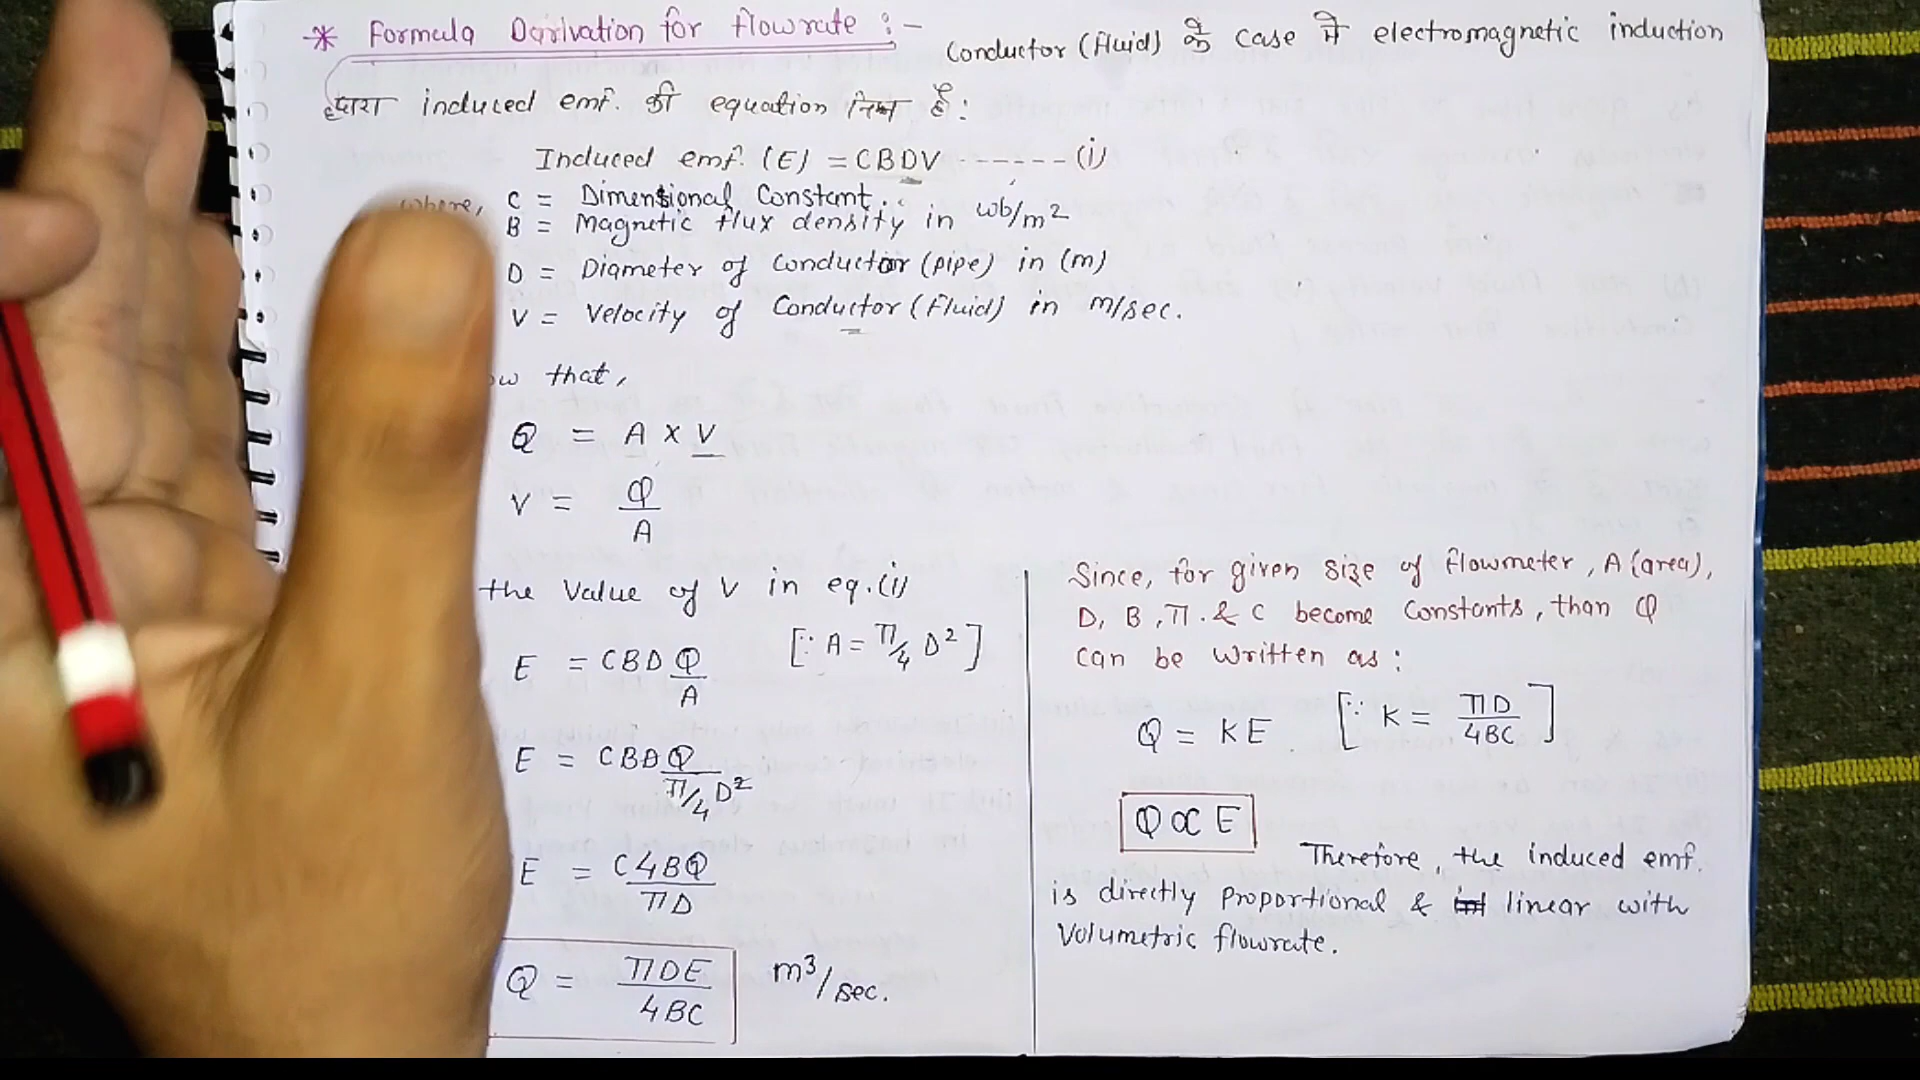 * Formula Darivation for flowrate :- Conductor (fluid) के case में electromagnetic induction
द्वारा induced emf. की equation निम्न है:
Induced emf. (E) = CBDV ------ (i)
where, C = Dimensional Constant.
B = Magnetic flux density in wb/m²
D = Diameter of Conductor (pipe) in (m)
V = Velocity of Conductor (fluid) in m/sec.
that,
Q = A x V
V = Q/A
the Value of V in eq.(i)
E = CBD Q/A [∵ A = π/4 D²]
E = CBD Q/π/4 D²
E = C4BQ/πD
Q = πDE/4BC m³/sec.
Since, for given size of flowmeter, A (area),
D, B, π. & C become Constants, than Q
can be written as:
Q = KE [∵ K = πD/4BC]
Q ∝ E
Therefore, the induced emf.
is directly proportional & linear with
Volumetric flowrate.